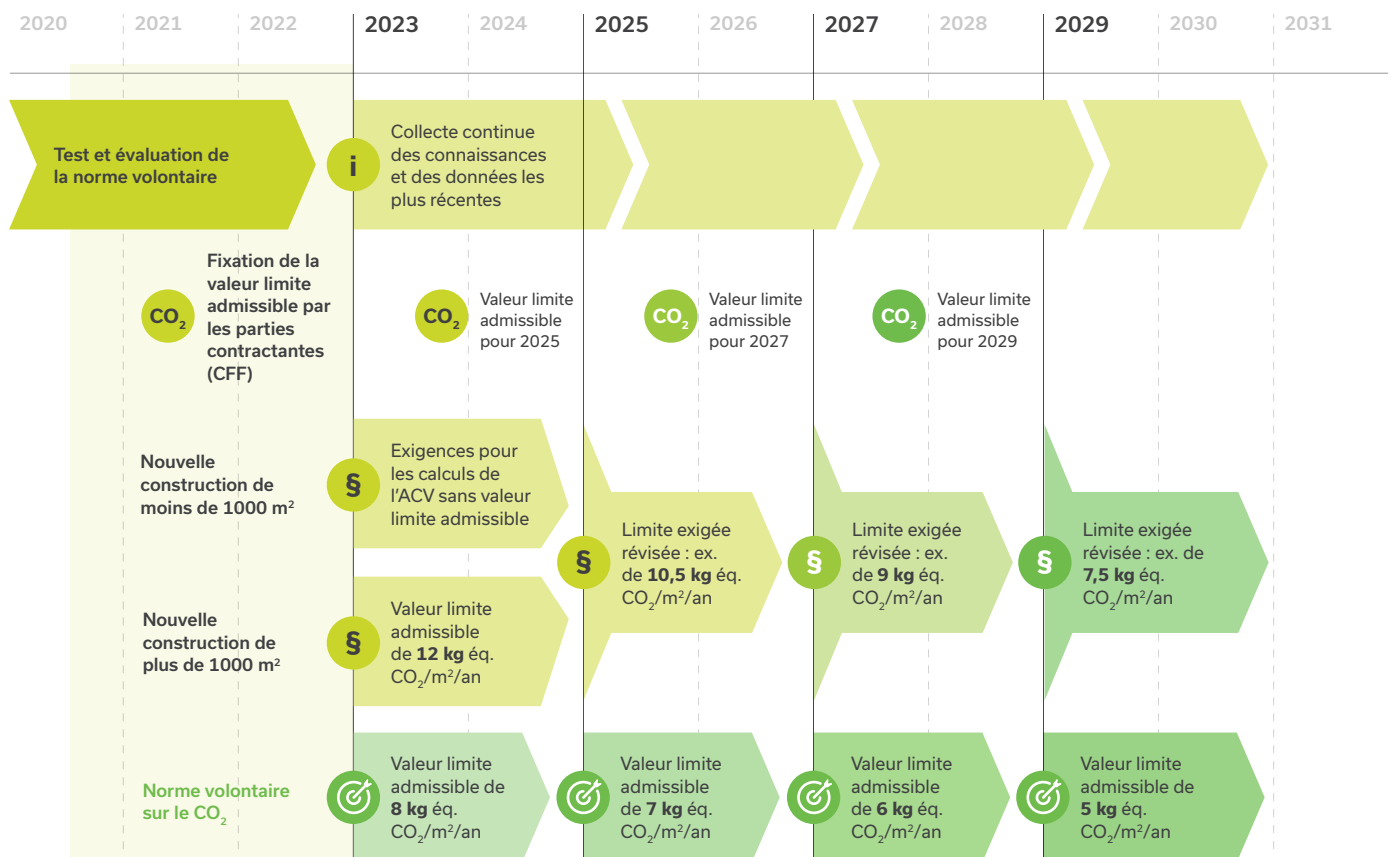 2020 2021 2022 2023 2024 2025 2026 2027 2028 2029 2030 2031
Test et évaluation de
la norme volontaire
i
Collecte continue
des connaissances
et des données les
plus récentes
CO₂
Fixation de la
valeur limite
admissible par
les parties
contractantes
(CFF)
CO₂
Valeur limite
admissible
pour 2025
CO₂
Valeur limite
admissible
pour 2027
CO₂
Valeur limite
admissible
pour 2029
Nouvelle
construction de
moins de 1000 m²
§
Exigences pour
les calculs de
l'ACV sans valeur
limite admissible
Nouvelle
construction de
plus de 1000 m²
§
Valeur limite
admissible
de 12 kg éq.
CO₂/m²/an
§
Limite exigée
révisée : ex.
de 10,5 kg éq.
CO₂/m²/an
§
Limite exigée
révisée : ex.
de 9 kg éq.
CO₂/m²/an
§
Limite exigée
révisée : ex. de
7,5 kg éq.
CO₂/m²/an
Norme volontaire
sur le CO₂
Valeur limite
admissible de
8 kg éq.
CO₂/m²/an
Valeur limite
admissible
de 7 kg éq.
CO₂/m²/an
Valeur limite
admissible
de 6 kg éq.
CO₂/m²/an
Valeur limite
admissible de
5 kg éq.
CO₂/m²/an